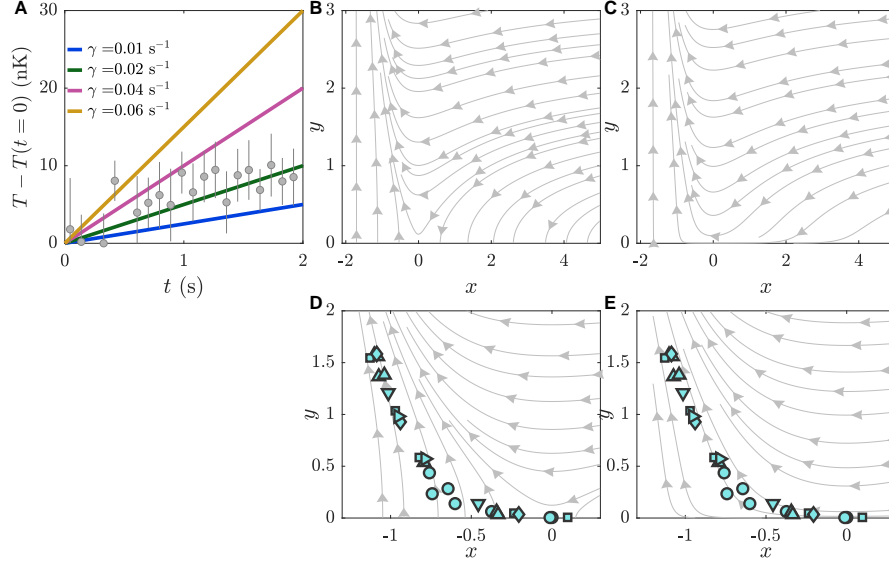 A
T − T(t = 0) (nK)
30
20
10
0
γ =0.01 s⁻¹
γ =0.02 s⁻¹
γ =0.04 s⁻¹
γ =0.06 s⁻¹
0 1 2
t (s)
B
y
3
2
1
0
-2 0 2 4
x
C
y
3
2
1
0
-2 0 2 4
x
D
y
2
1.5
1
0.5
0
-1 -0.5 0
x
E
y
2
1.5
1
0.5
0
-1 -0.5 0
x